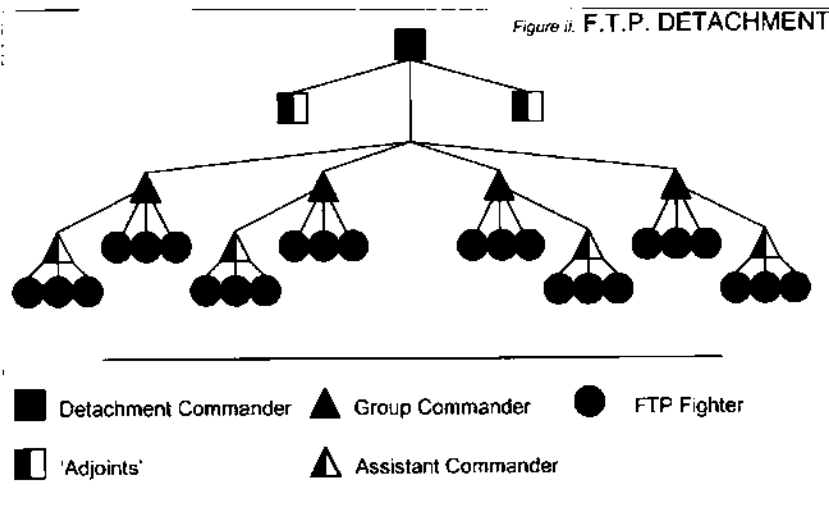 Figure ii. F.T.P. DETACHMENT
Detachment Commander
Group Commander
FTP Fighter
'Adjoints'
Assistant Commander